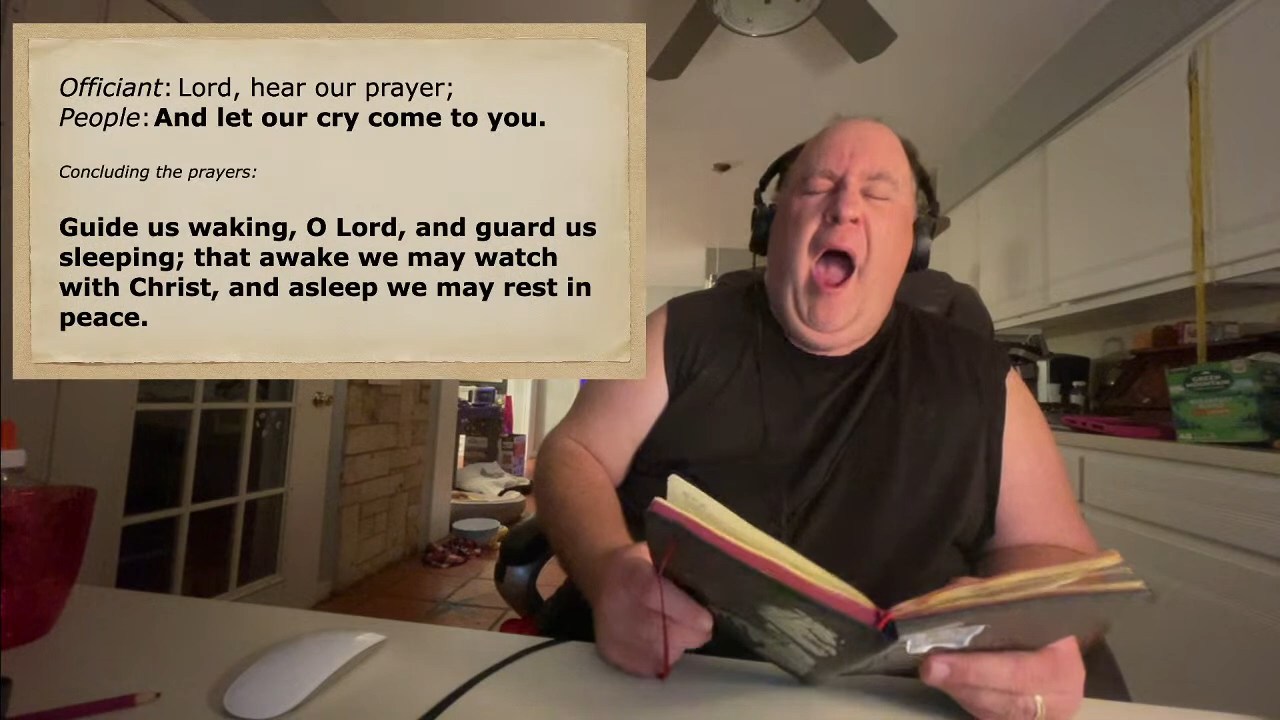 Officiant: Lord, hear our prayer;
People: And let our cry come to you.
Concluding the prayers:
Guide us waking, O Lord, and guard us
sleeping; that awake we may watch
with Christ, and asleep we may rest in
peace.
GREEN MOUNTAIN